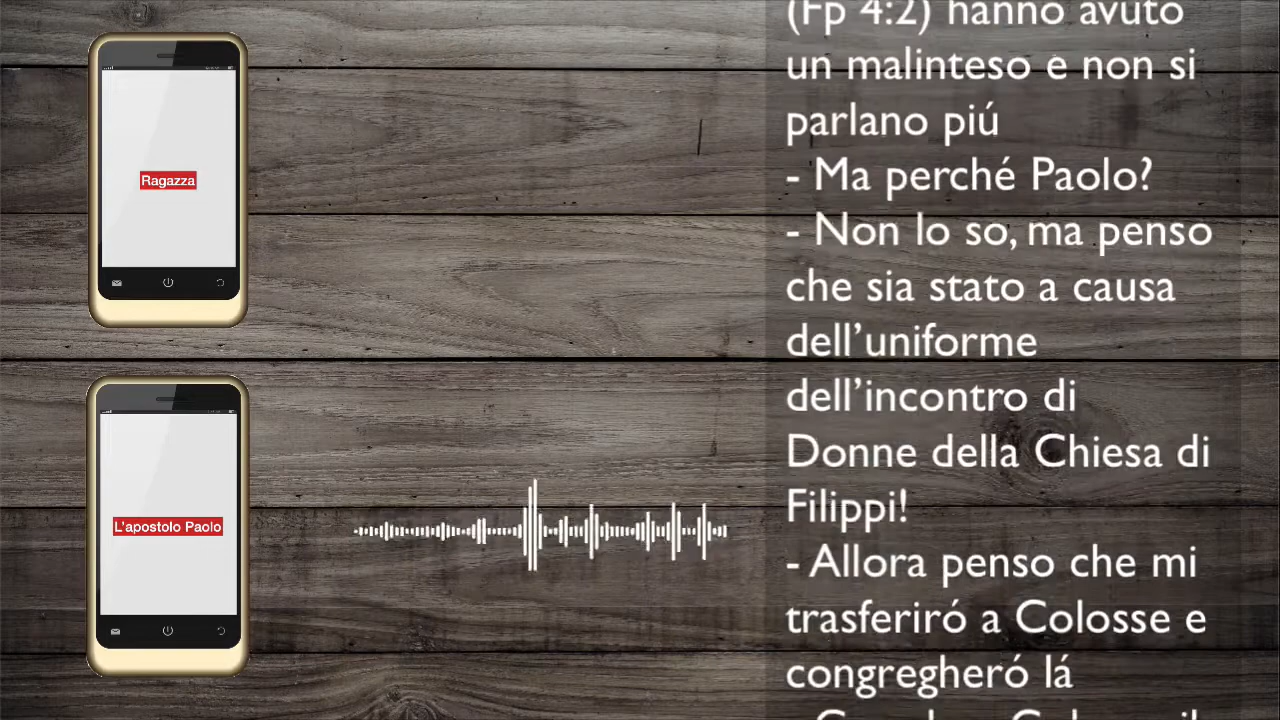 Ragazza
L'apostolo Paolo
(Fp 4:2) hanno avuto
un malinteso e non si
parlano piú
- Ma perché Paolo?
- Non lo so, ma penso
che sia stato a causa
dell’uniforme
dell’incontro di
Donne della Chiesa di
Filippi!
- Allora penso che mi
trasferiró a Colosse e
congregheró lá